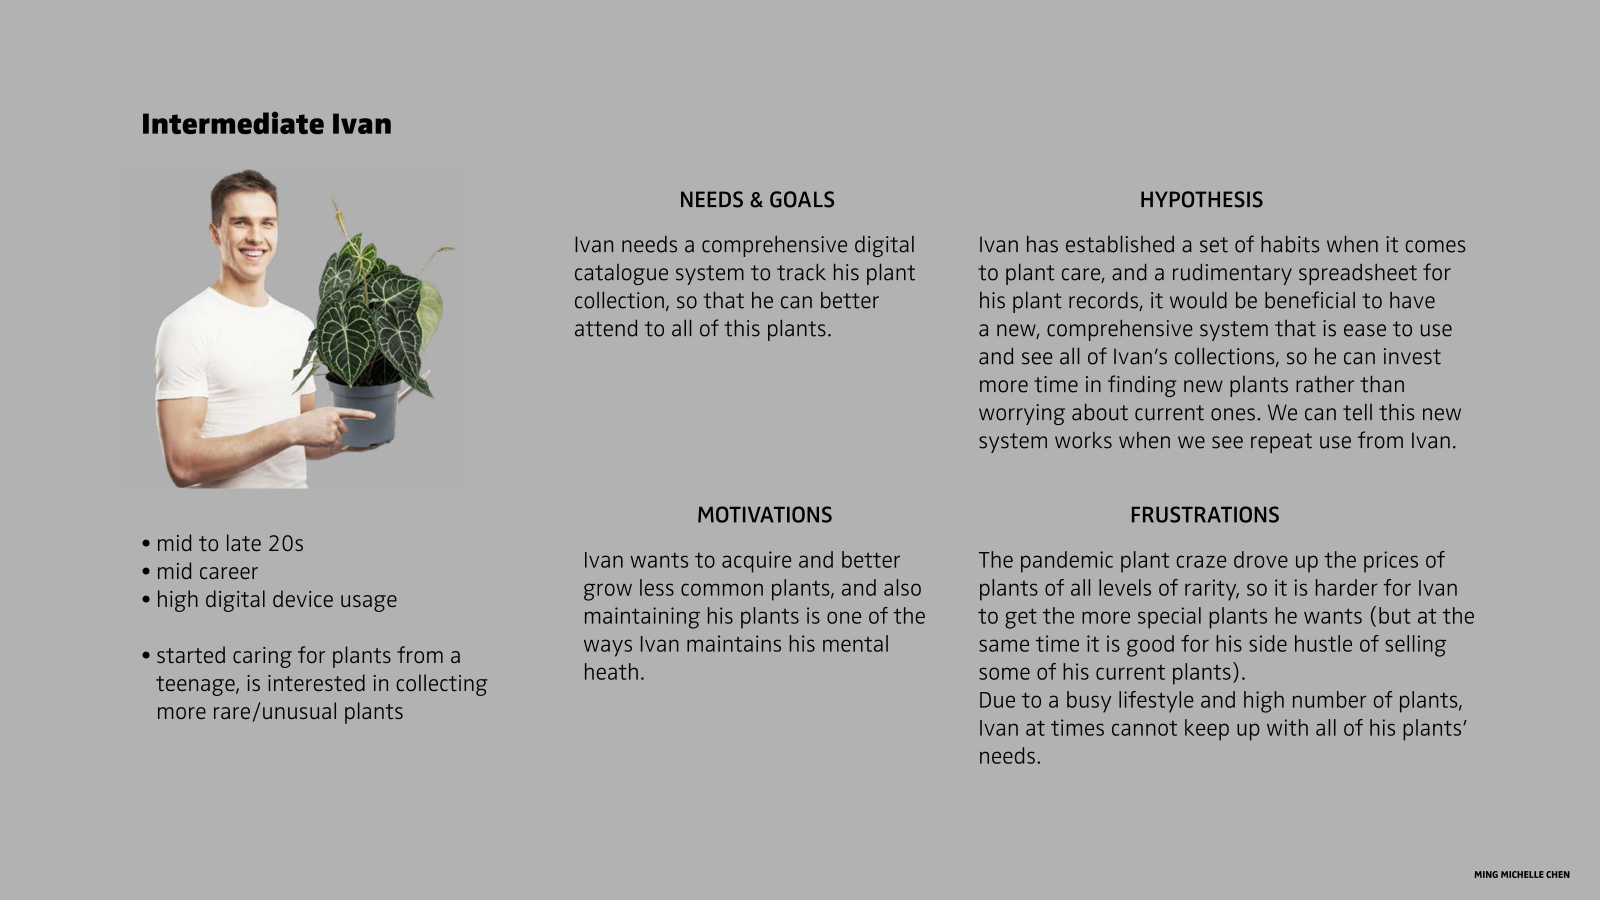 Intermediate Ivan
• mid to late 20s
• mid career
• high digital device usage
• started caring for plants from a
teenage, is interested in collecting
more rare/unusual plants
NEEDS & GOALS
Ivan needs a comprehensive digital
catalogue system to track his plant
collection, so that he can better
attend to all of this plants.
HYPOTHESIS
Ivan has established a set of habits when it comes
to plant care, and a rudimentary spreadsheet for
his plant records, it would be beneficial to have
a new, comprehensive system that is ease to use
and see all of Ivan’s collections, so he can invest
more time in finding new plants rather than
worrying about current ones. We can tell this new
system works when we see repeat use from Ivan.
MOTIVATIONS
Ivan wants to acquire and better
grow less common plants, and also
maintaining his plants is one of the
ways Ivan maintains his mental
heath.
FRUSTRATIONS
The pandemic plant craze drove up the prices of
plants of all levels of rarity, so it is harder for Ivan
to get the more special plants he wants (but at the
same time it is good for his side hustle of selling
some of his current plants).
Due to a busy lifestyle and high number of plants,
Ivan at times cannot keep up with all of his plants’
needs.
MING MICHELLE CHEN